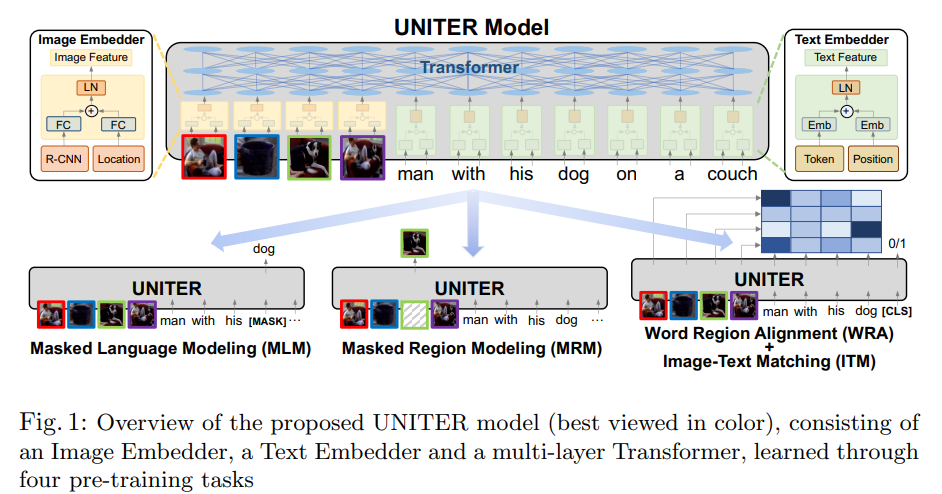 UNITER Model
Image Embedder
Image Feature
LN
+
FC FC
R-CNN Location
Transformer
man with his dog on a couch
Text Embedder
Text Feature
LN
+
Emb Emb
Token Position
dog
UNITER
man with his [MASK] ...
Masked Language Modeling (MLM)
UNITER
man with his dog ...
Masked Region Modeling (MRM)
0/1
UNITER
man with his dog [CLS]
Word Region Alignment (WRA)
+
Image-Text Matching (ITM)
Fig. 1: Overview of the proposed UNITER model (best viewed in color), consisting of
an Image Embedder, a Text Embedder and a multi-layer Transformer, learned through
four pre-training tasks